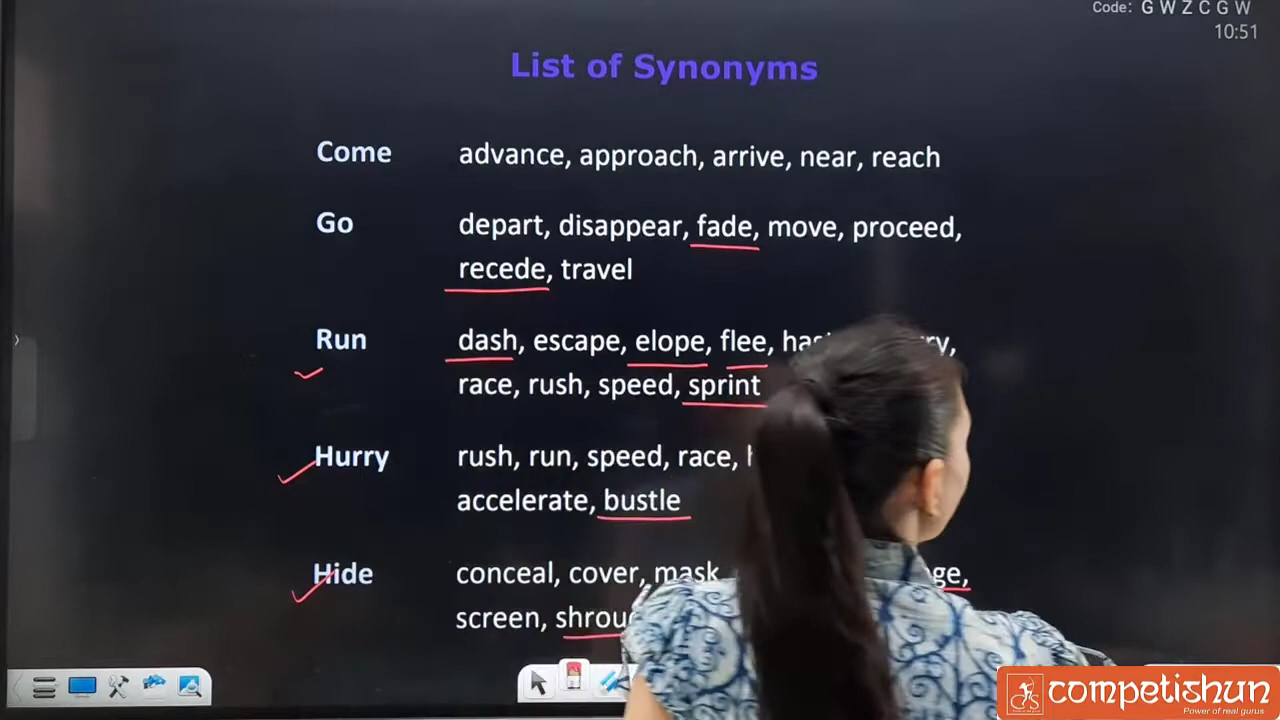 Code: G W Z C G W
10:51
List of Synonyms
Come advance, approach, arrive, near, reach
Go depart, disappear, fade, move, proceed,
recede, travel
Run dash, escape, elope, flee,
race, rush, speed, sprint
Hurry rush, run, speed, race,
accelerate, bustle
Hide conceal, cover, mask
screen,
competishun
Power of real gurus